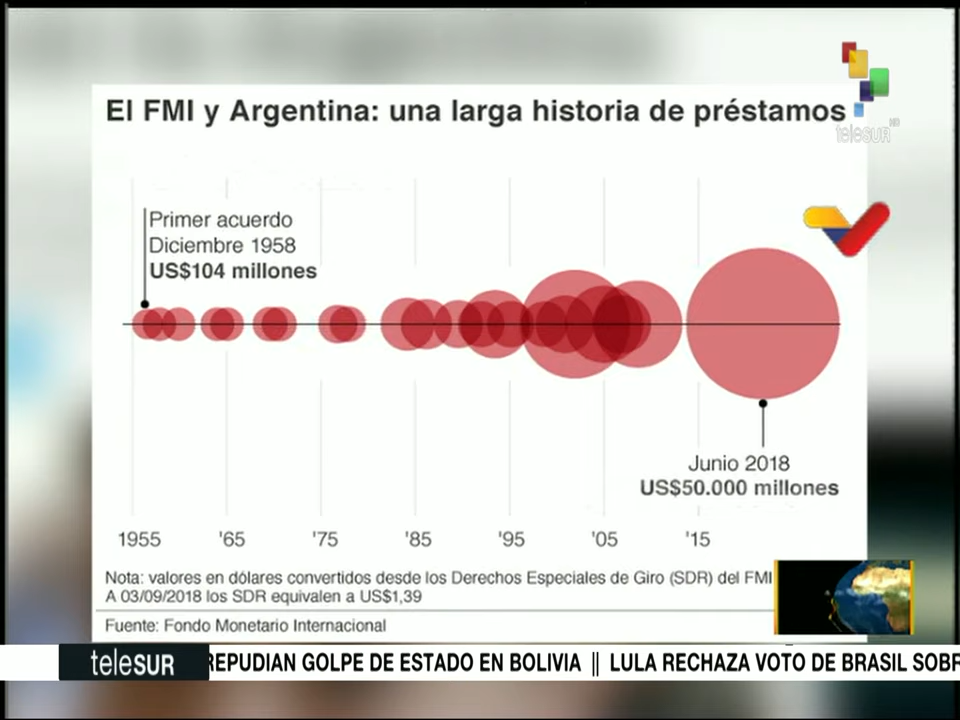 El FMI y Argentina: una larga historia de préstamos
teleSUR
HD
Primer acuerdo
Diciembre 1958
US$104 millones
Junio 2018
US$50.000 millones
1955 '65 '75 '85 '95 '05 '15
Nota: valores en dólares convertidos desde los Derechos Especiales de Giro (SDR) del FMI
A 03/09/2018 los SDR equivalen a US$1,39
Fuente: Fondo Monetario Internacional
teleSUR REPUDIAN GOLPE DE ESTADO EN BOLIVIA || LULA RECHAZA VOTO DE BRASIL SOBR